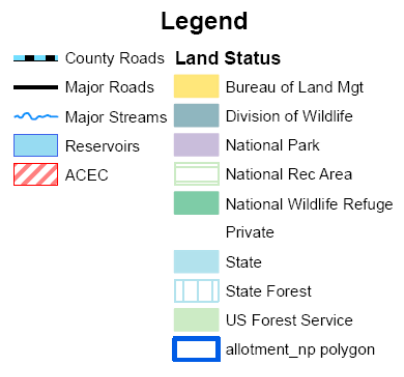 Legend
County Roads
Major Roads
Major Streams
Reservoirs
ACEC
Land Status
Bureau of Land Mgt
Division of Wildlife
National Park
National Rec Area
National Wildlife Refuge
Private
State
State Forest
US Forest Service
allotment_np polygon